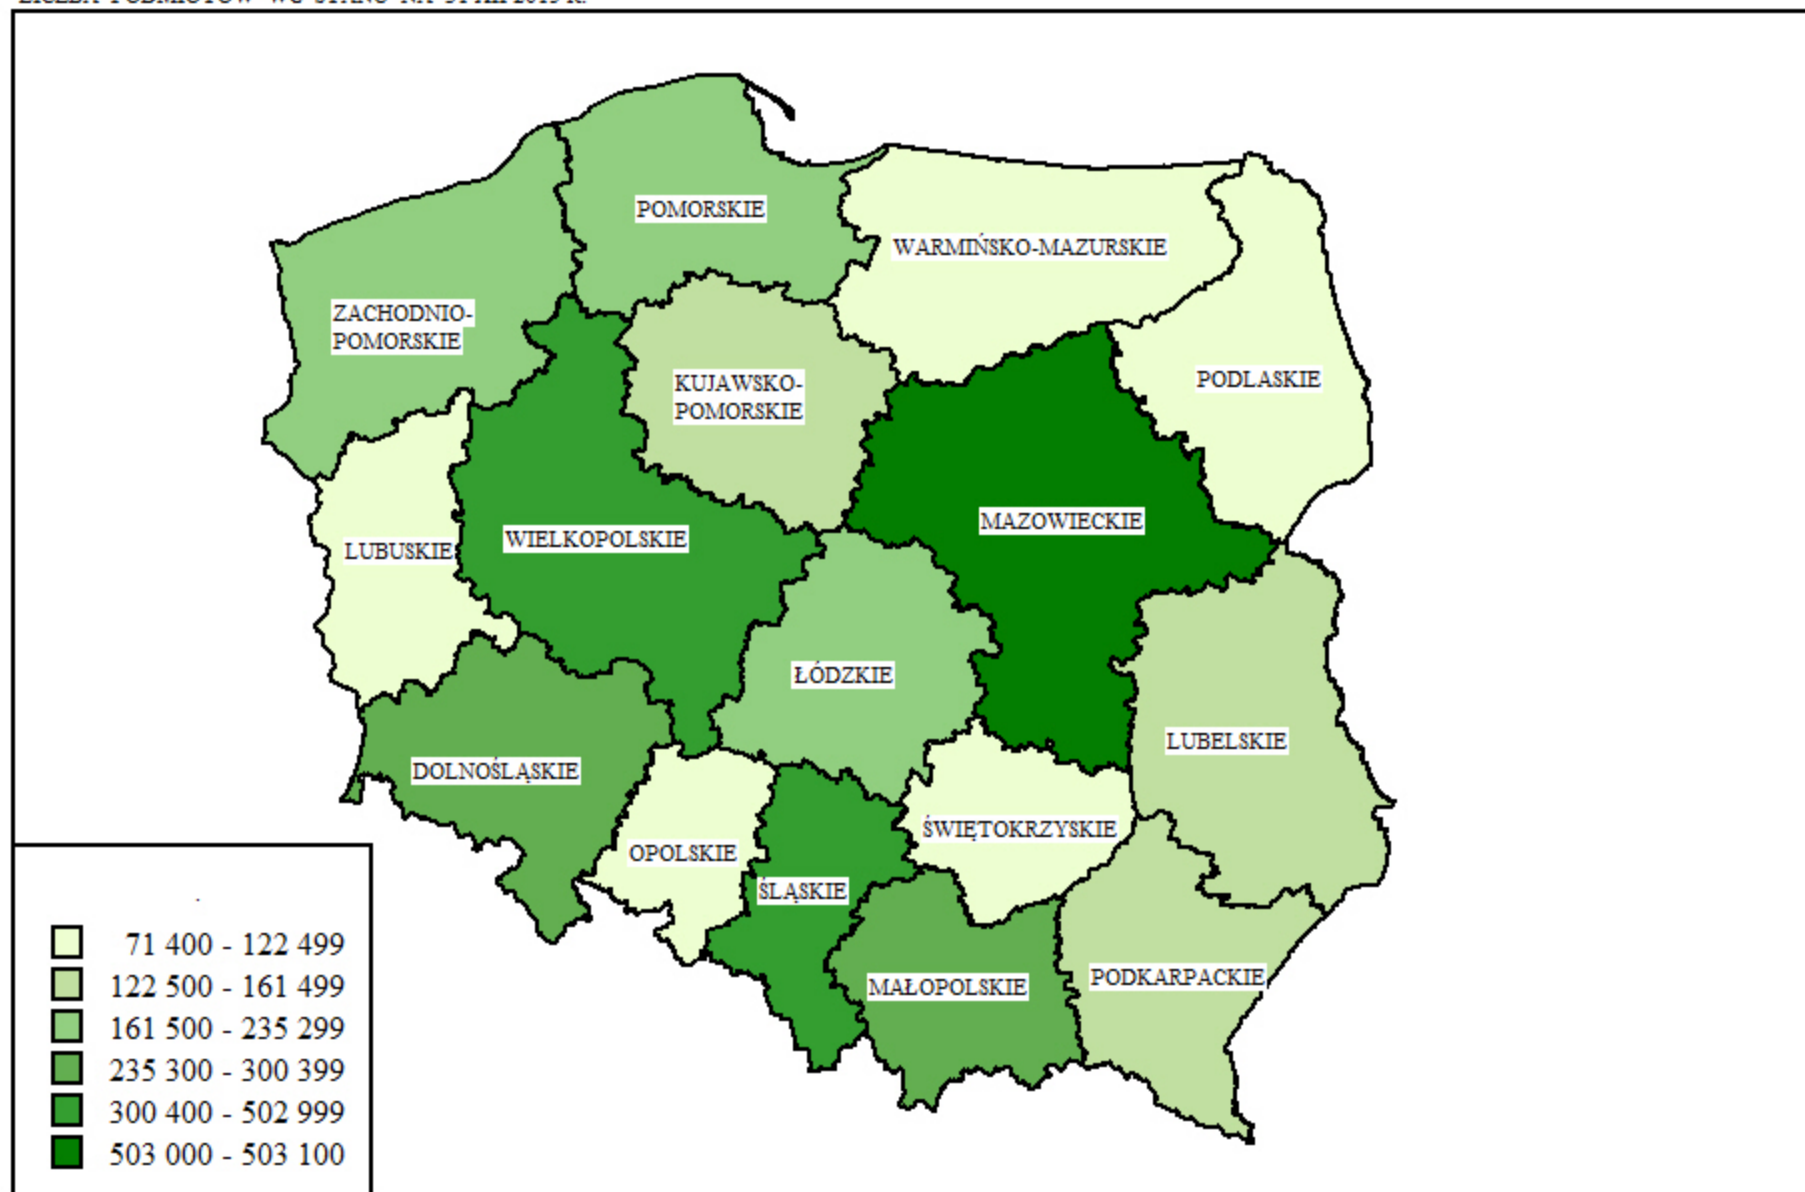 POMORSKIE
WARMIŃSKO-MAZURSKIE
ZACHODNIO-
POMORSKIE
KUJAWSKO-
POMORSKIE
PODLASKIE
LUBUSKIE
WIELKOPOLSKIE
MAZOWIECKIE
ŁÓDZKIE
LUBELSKIE
DOLNOŚLĄSKIE
OPOLSKIE
ŚWIĘTOKRZYSKIE
ŚLĄSKIE
MAŁOPOLSKIE
PODKARPACKIE
71 400 - 122 499
122 500 - 161 499
161 500 - 235 299
235 300 - 300 399
300 400 - 502 999
503 000 - 503 100